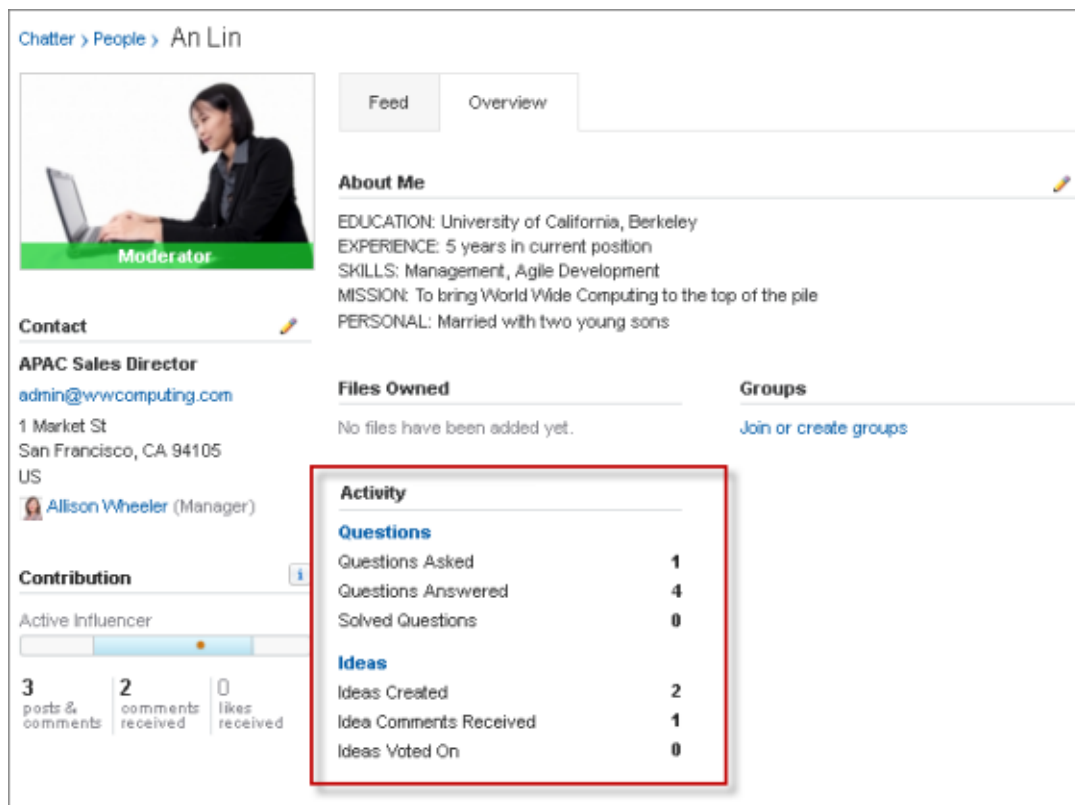 Chatter > People > An Lin
Feed
Overview
Moderator
About Me
EDUCATION: University of California, Berkeley
EXPERIENCE: 5 years in current position
SKILLS: Management, Agile Development
MISSION: To bring World Wide Computing to the top of the pile
PERSONAL: Married with two young sons
Contact
APAC Sales Director
admin@wwcomputing.com
1 Market St
San Francisco, CA 94105
US
Allison Wheeler (Manager)
Contribution
i
Active Influencer
3 posts & comments
2 comments received
0 likes received
Files Owned
No files have been added yet.
Groups
Join or create groups
Activity
Questions
Questions Asked 1
Questions Answered 4
Solved Questions 0
Ideas
Ideas Created 2
Idea Comments Received 1
Ideas Voted On 0